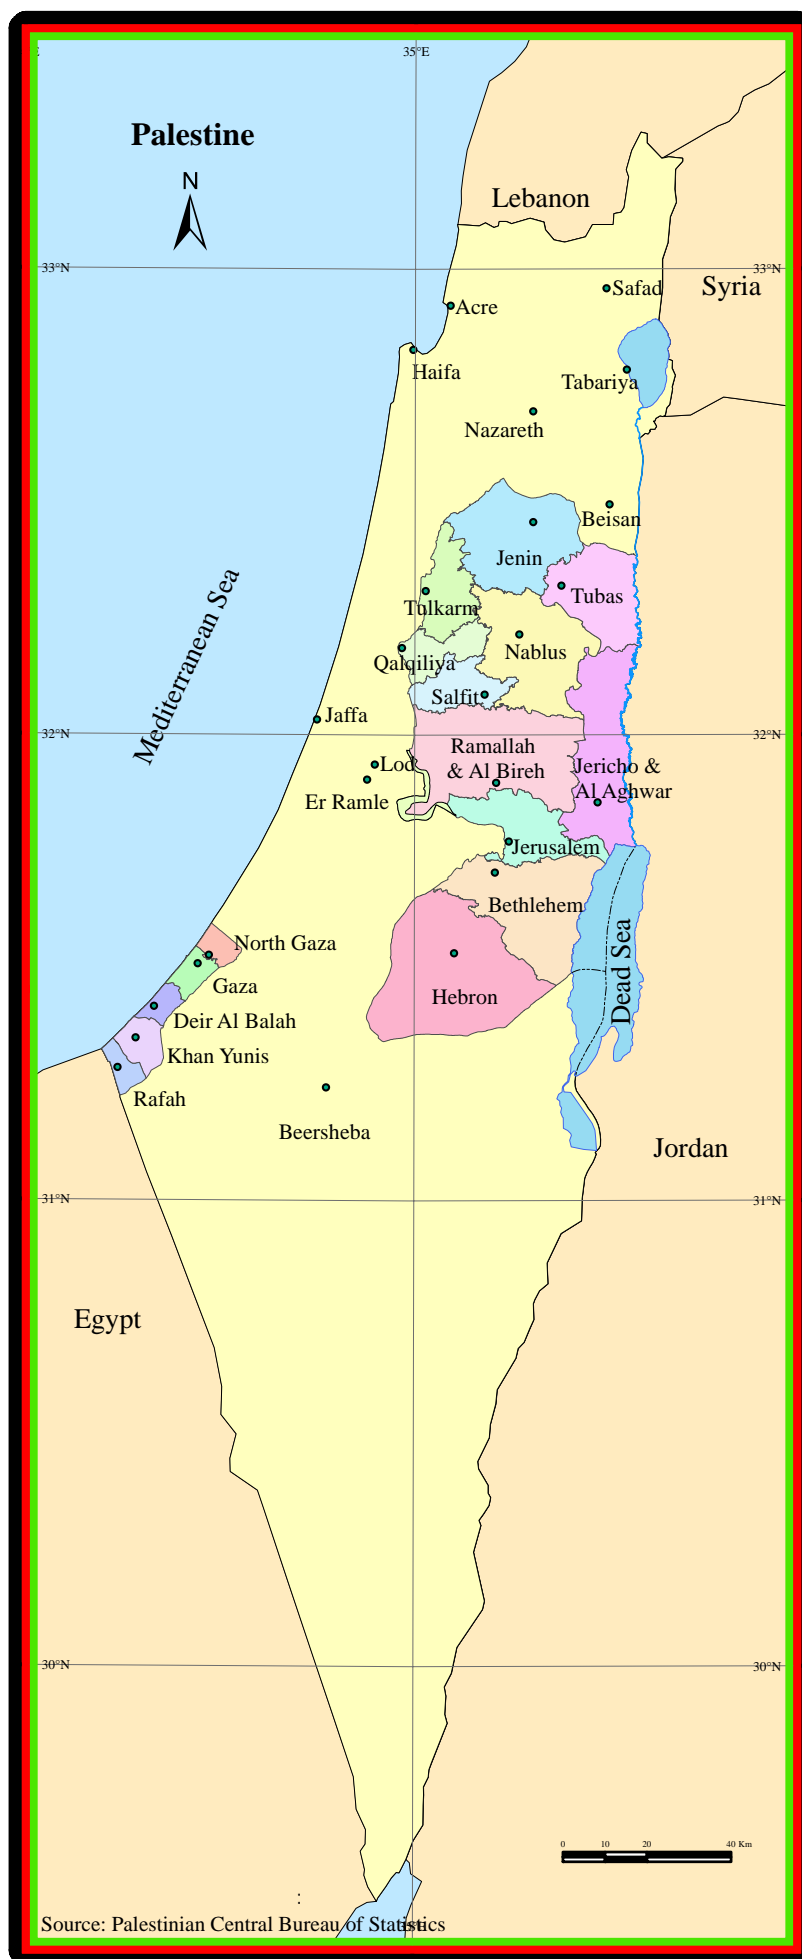 E
35°E
Palestine
N
Lebanon
33°N
33°N
Safad
Syria
Acre
Haifa
Tabariya
Nazareth
Beisan
Jenin
Tubas
Tulkarm
Mediterranean Sea
Nablus
Qalqiliya
Salfit
Jaffa
32°N
32°N
Ramallah
& Al Bireh
Lod
Jericho &
Al Aghwar
Er Ramle
Jerusalem
Bethlehem
North Gaza
Gaza
Dead Sea
Hebron
Deir Al Balah
Khan Yunis
Rafah
Beersheba
Jordan
31°N
31°N
Egypt
30°N
30°N
0 10 20 40 Km
:
Source: Palestinian Central Bureau of Statistics